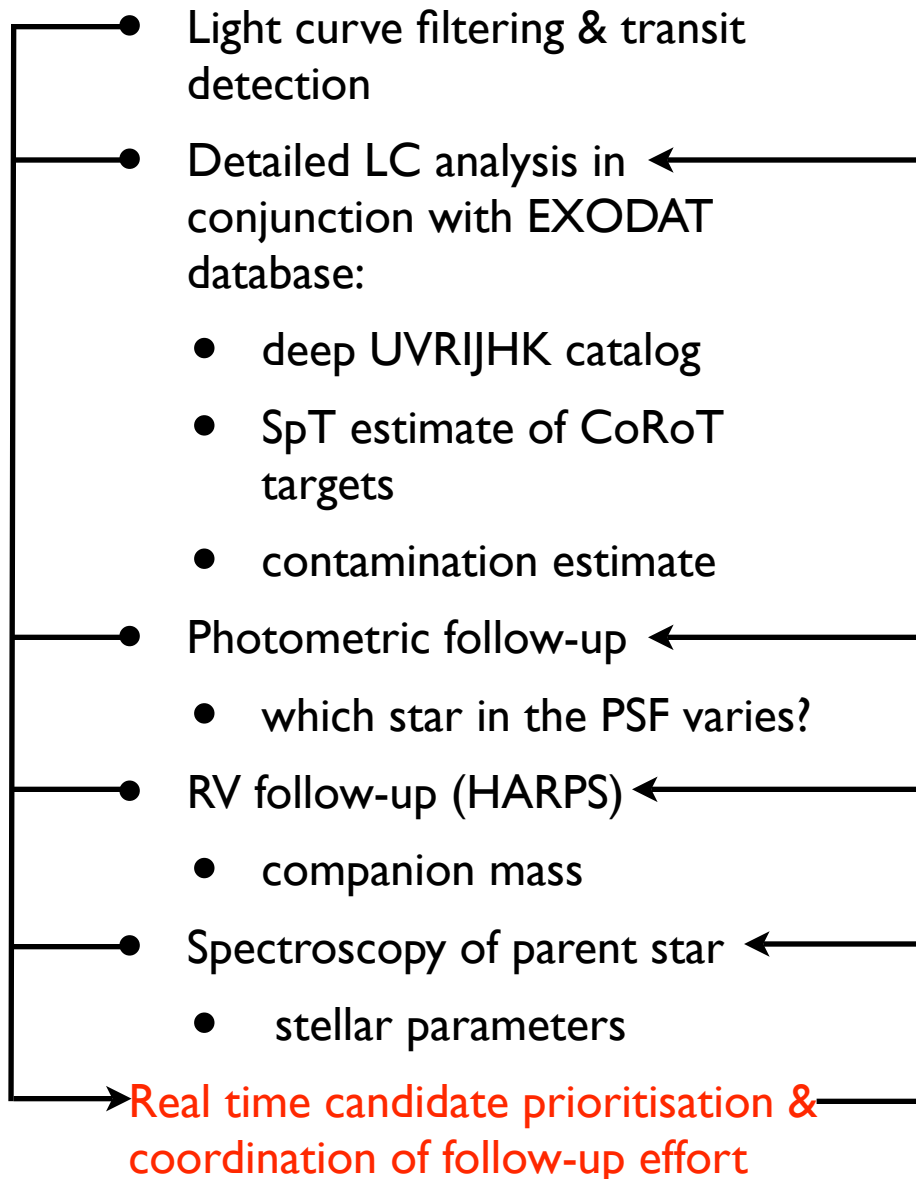 Light curve filtering & transit
detection
Detailed LC analysis in
conjunction with EXODAT
database:
deep UVRIJHK catalog
SpT estimate of CoRoT
targets
contamination estimate
Photometric follow-up
which star in the PSF varies?
RV follow-up (HARPS)
companion mass
Spectroscopy of parent star
stellar parameters
Real time candidate prioritisation &
coordination of follow-up effort